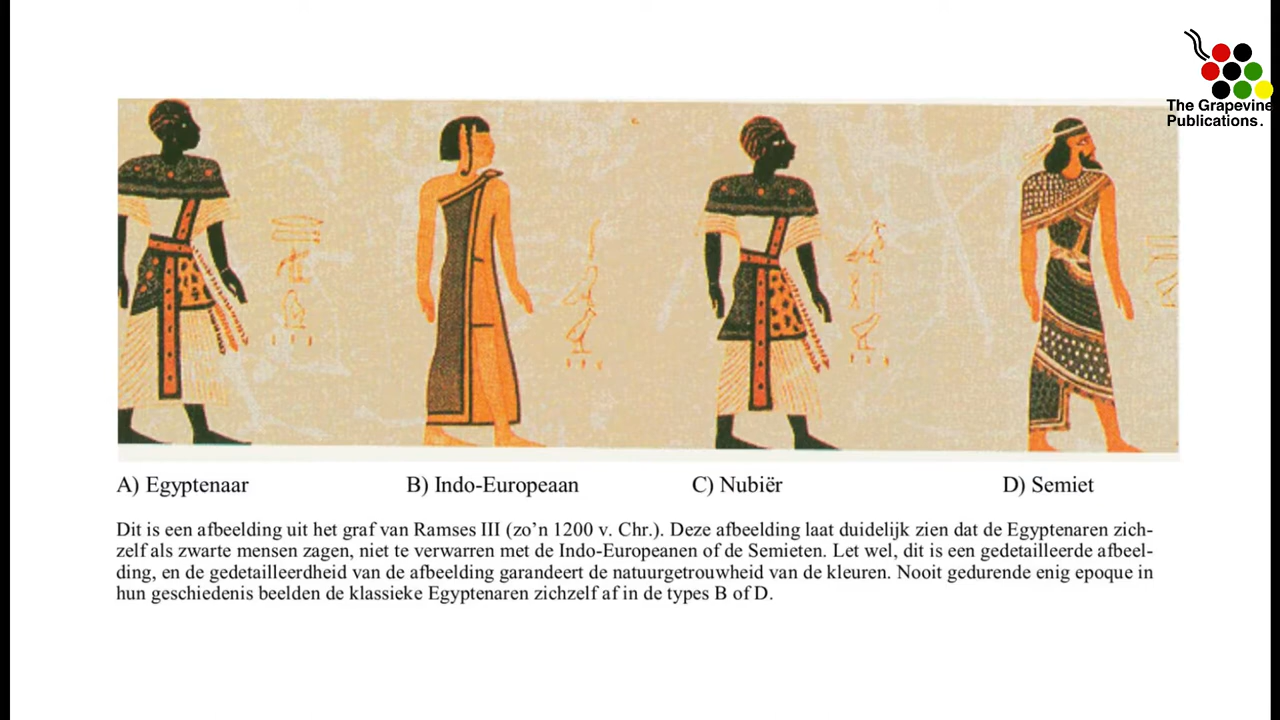 The Grapevine
Publications.
A) Egyptenaar
B) Indo-Europeaan
C) Nubiër
D) Semiet
Dit is een afbeelding uit het graf van Ramses III (zo’n 1200 v. Chr.). Deze afbeelding laat duidelijk zien dat de Egyptenaren zich-
zelf als zwarte mensen zagen, niet te verwarren met de Indo-Europeanen of de Semieten. Let wel, dit is een gedetailleerde afbeel-
ding, en de gedetailleerdheid van de afbeelding garandeert de natuurgetrouwheid van de kleuren. Nooit gedurende enig epoque in
hun geschiedenis beelden de klassieke Egyptenaren zichzelf af in de types B of D.